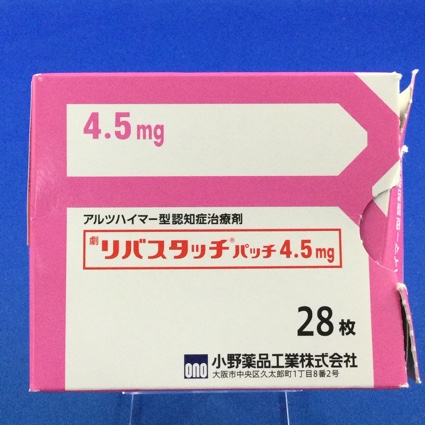 4.5mg
アルツハイマー型認知症治療剤
劇 リバスタッチ®パッチ4.5mg
28枚
ono 小野薬品工業株式会社
大阪市中央区久太郎町1丁目8番2号